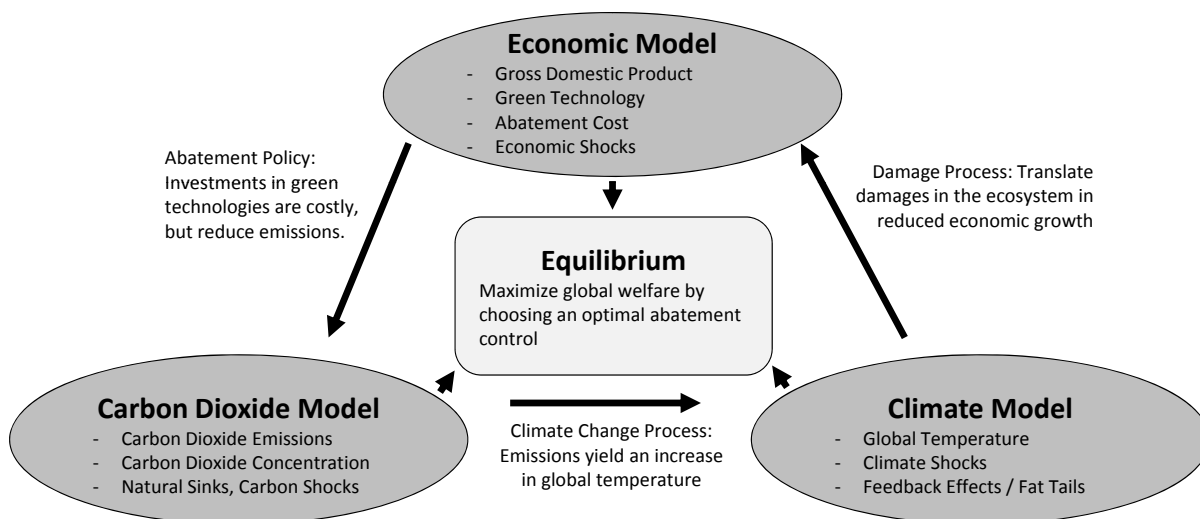 Economic Model
- Gross Domestic Product
- Green Technology
- Abatement Cost
- Economic Shocks
Abatement Policy:
Investments in green
technologies are costly,
but reduce emissions.
Damage Process: Translate
damages in the ecosystem in
reduced economic growth
Equilibrium
Maximize global welfare by
choosing an optimal abatement
control
Carbon Dioxide Model
- Carbon Dioxide Emissions
- Carbon Dioxide Concentration
- Natural Sinks, Carbon Shocks
Climate Change Process:
Emissions yield an increase
in global temperature
Climate Model
- Global Temperature
- Climate Shocks
- Feedback Effects / Fat Tails